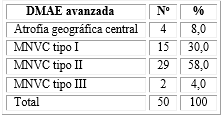 DMAE avanzada Nº %
Atrofia geográfica central 4 8,0
MNVC tipo I 15 30,0
MNVC tipo II 29 58,0
MNVC tipo III 2 4,0
Total 50 100